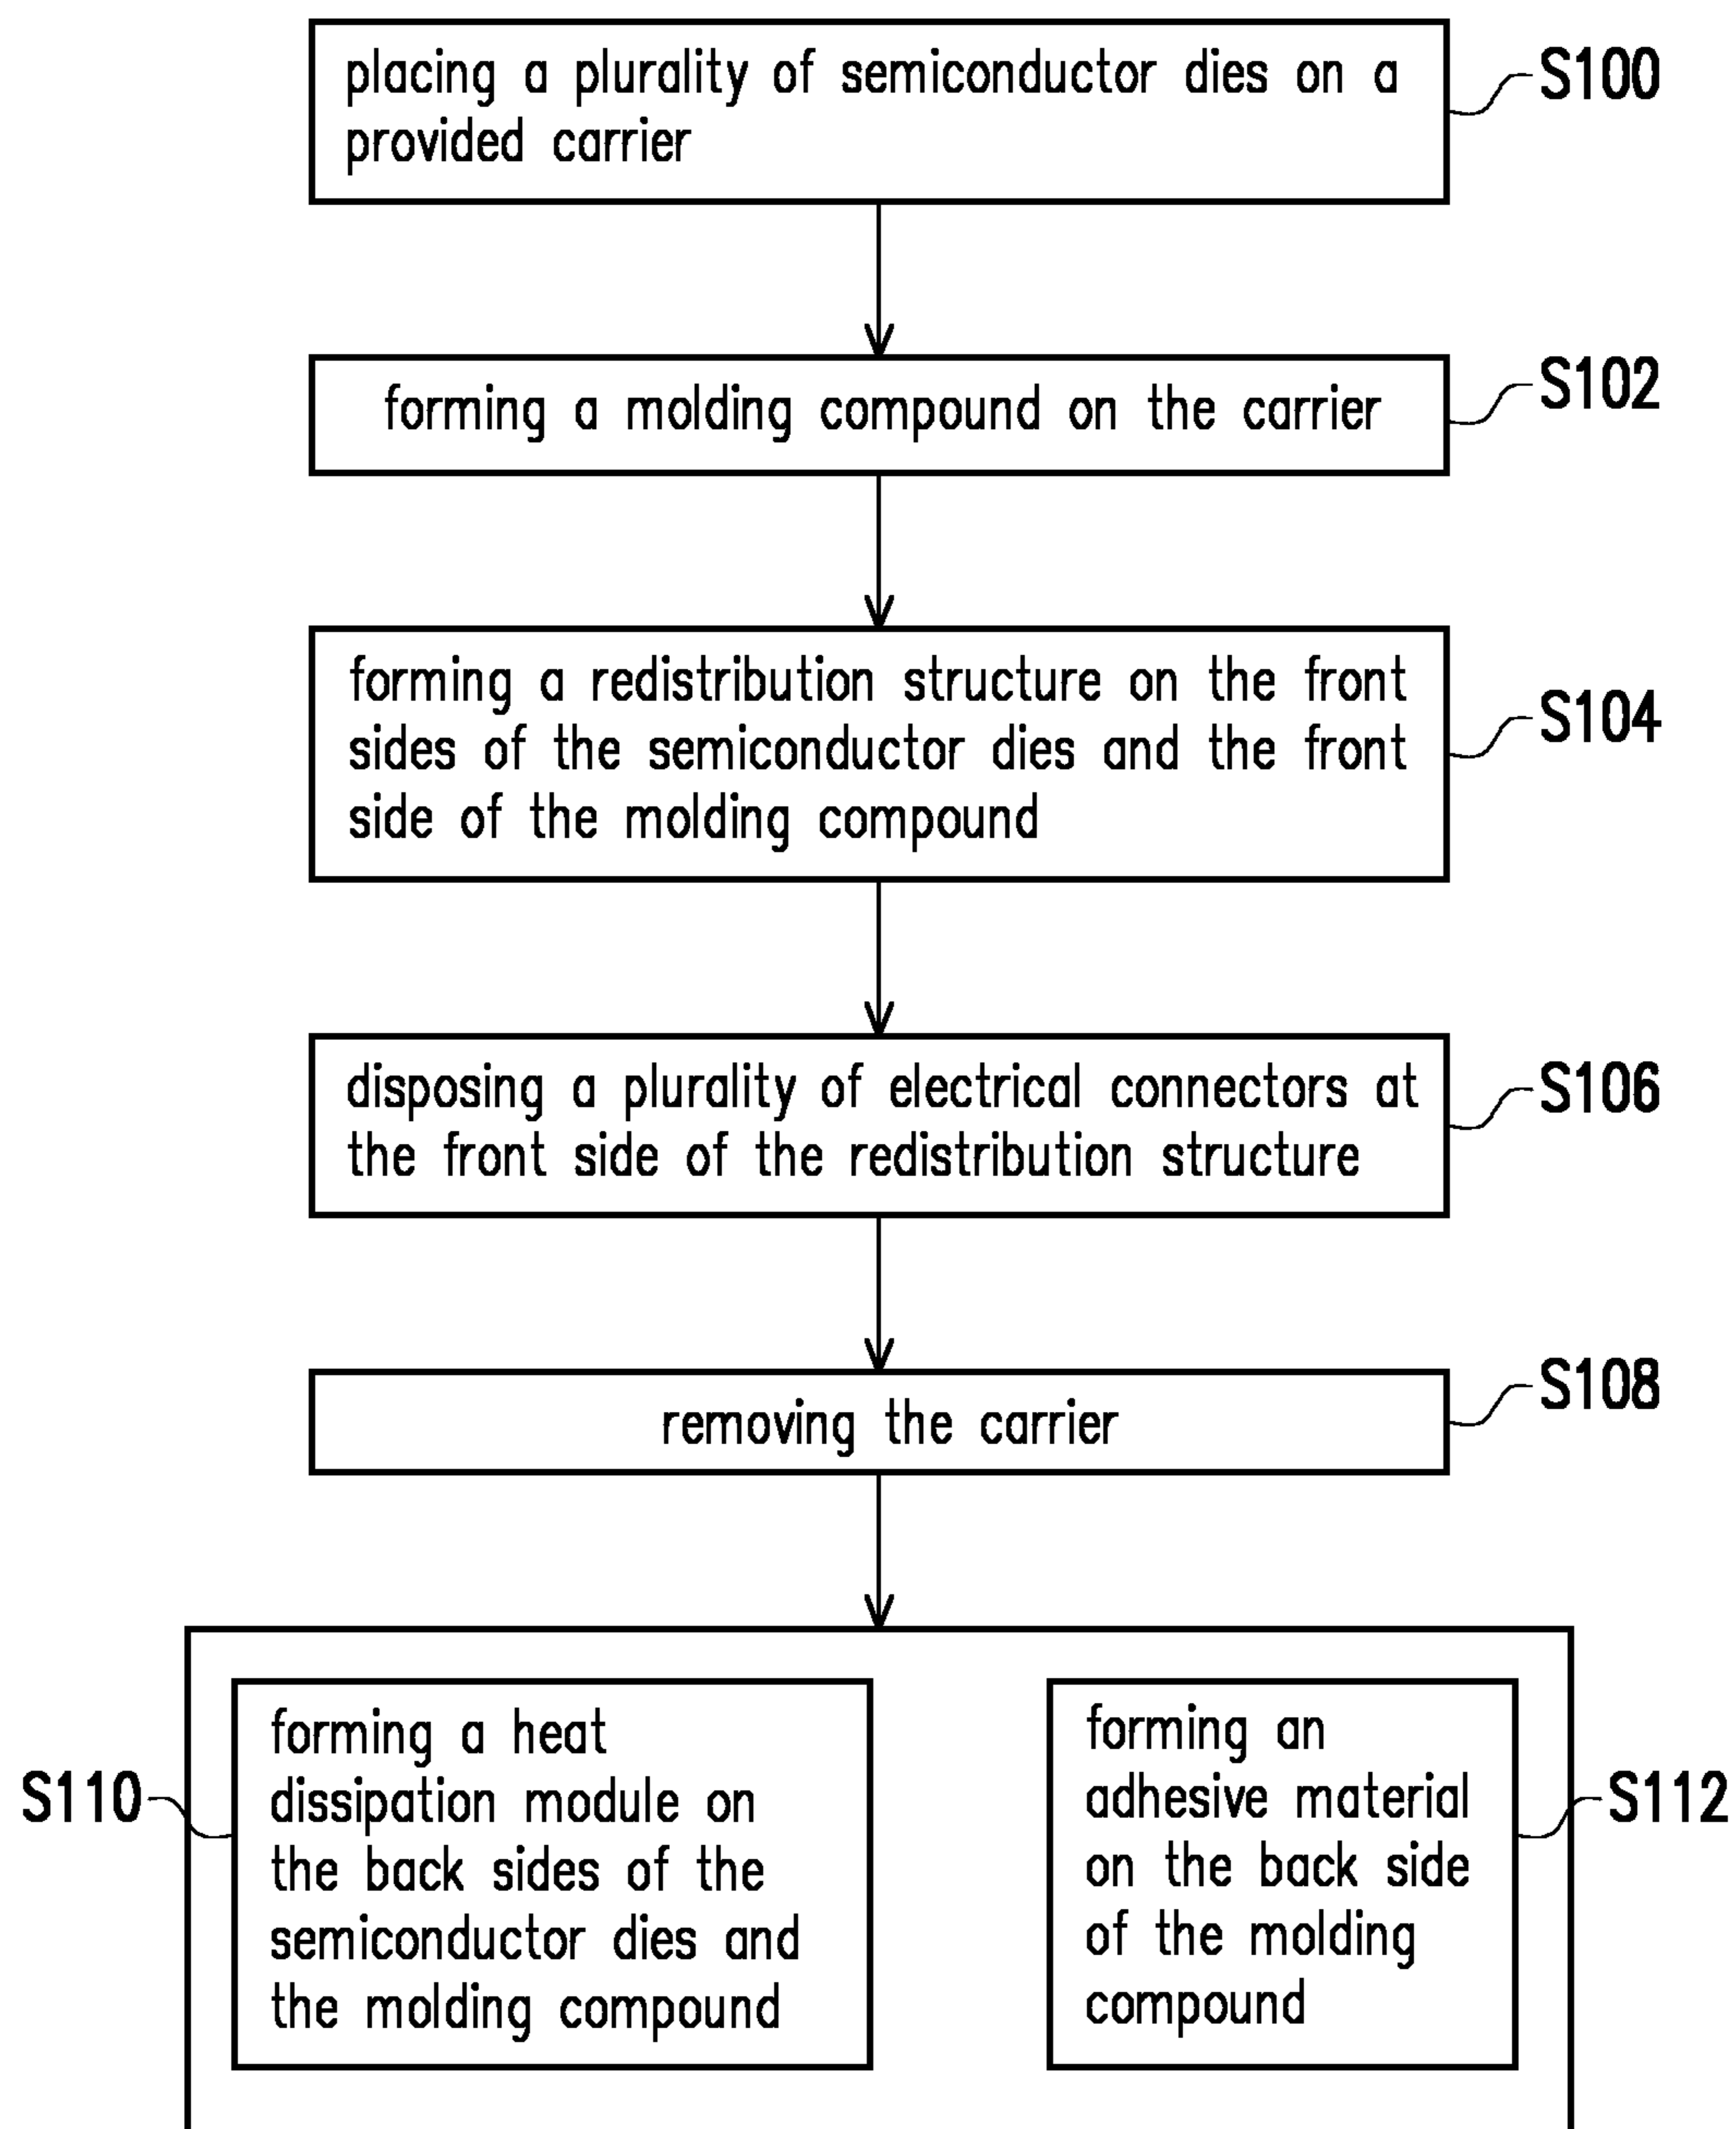 placing a plurality of semiconductor dies on a
provided carrier
S100
forming a molding compound on the carrier
S102
forming a redistribution structure on the front
sides of the semiconductor dies and the front
side of the molding compound
S104
disposing a plurality of electrical connectors at
the front side of the redistribution structure
S106
removing the carrier
S108
S110
forming a heat
dissipation module on
the back sides of the
semiconductor dies and
the molding compound
forming an
adhesive material
on the back side
of the molding
compound
S112